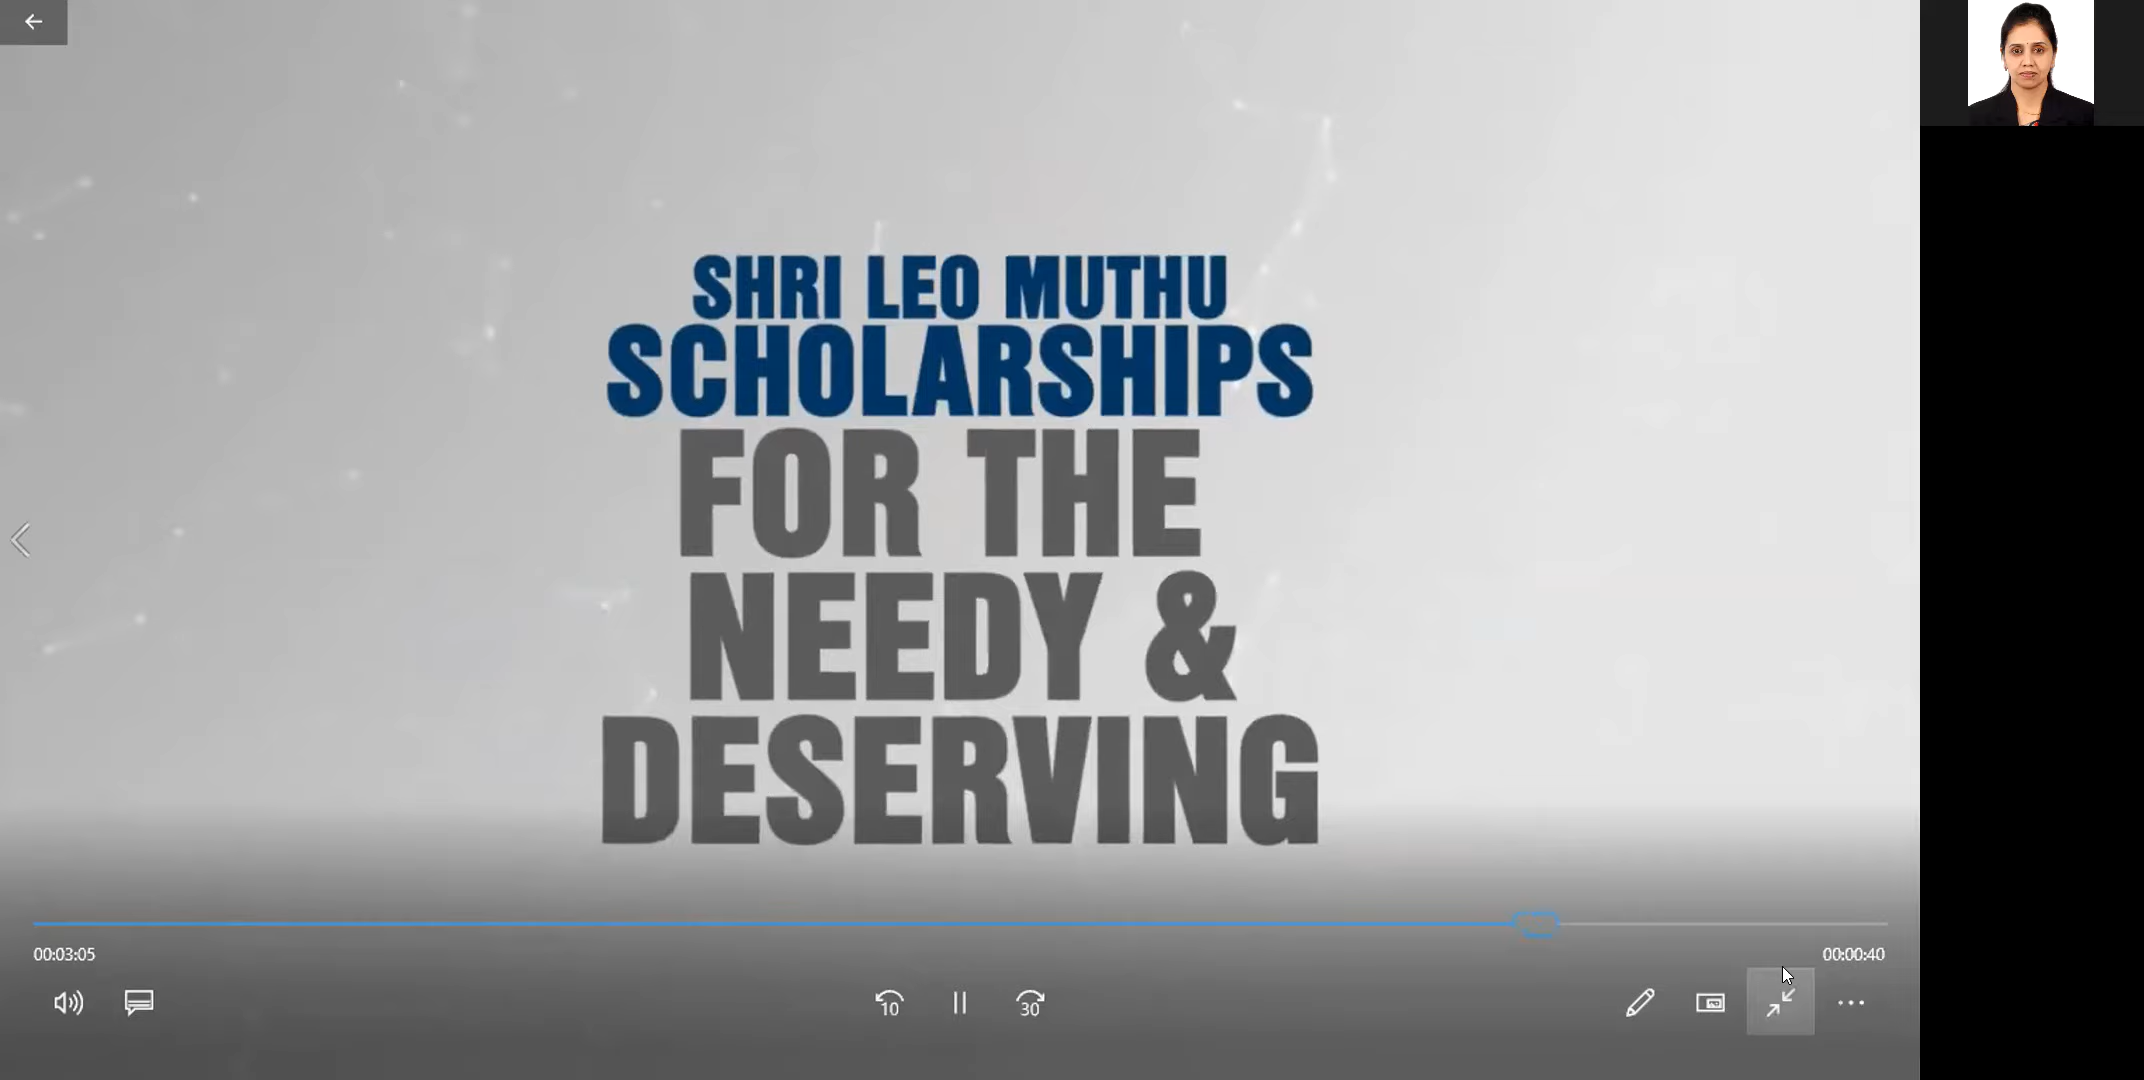 SHRI LEO MUTHU
SCHOLARSHIPS
FOR THE
NEEDY &
DESERVING
00:03:05
00:00:40
10
30